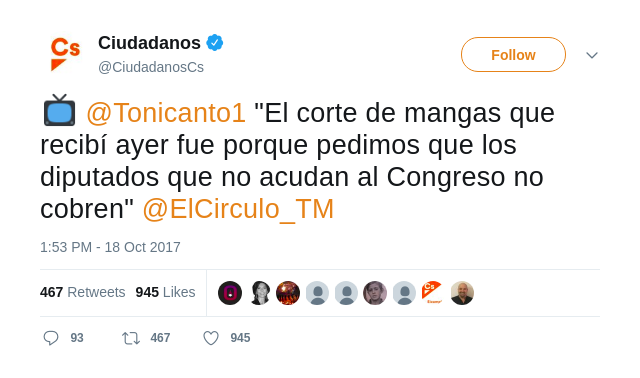 Cs
Ciudadanos
@CiudadanosCs
Follow
@Tonicanto1 "El corte de mangas que
recibí ayer fue porque pedimos que los
diputados que no acudan al Congreso no
cobren" @ElCirculo_TM
1:53 PM - 18 Oct 2017
467 Retweets 945 Likes
Cs
93 467 945